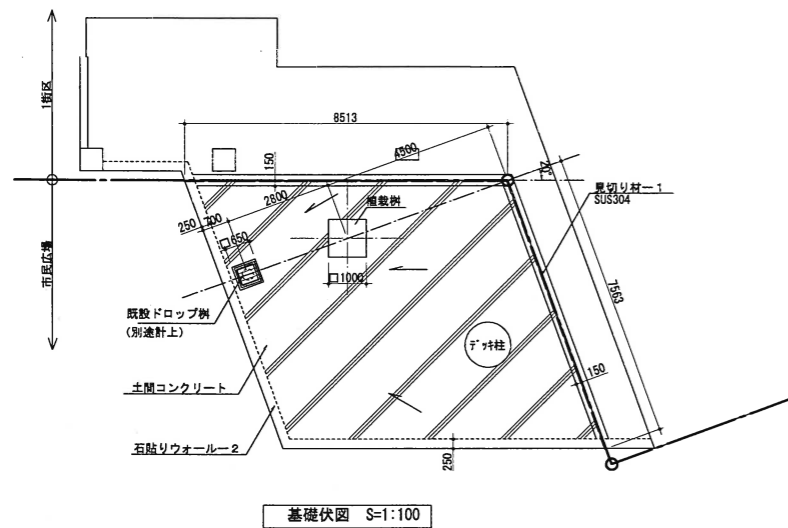 1街区
市民広場
8513
4500
20°
150
2800
250
700
□650
植栽桝
□1000
見切り材ー1
SUS304
7563
既設ドロップ桝
(別途計上)
デッキ柱
150
土間コンクリート
石貼りウォールー2
250
基礎伏図 S=1:100